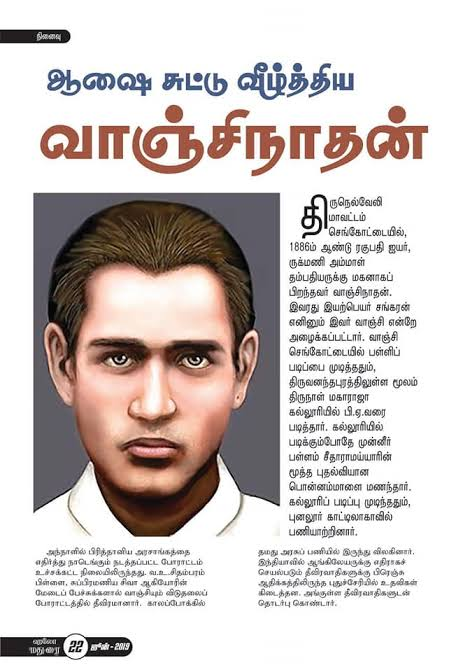 நினைவு
ஆஷை சுட்டு வீழ்த்திய
வாஞ்சிநாதன்
திருநெல்வேலி
மாவட்டம்
செங்கோட்டையில்,
1886ம் ஆண்டு ரகுபதி ஐயர்,
ருக்மணி அம்மாள்
தம்பதியருக்கு மகனாகப்
பிறந்தவர் வாஞ்சிநாதன்.
இவரது இயற்பெயர் சங்கரன்
எனினும் இவர் வாஞ்சி என்றே
அழைக்கப்பட்டார். வாஞ்சி
செங்கோட்டையில் பள்ளிப்
படிப்பை முடித்ததும்,
திருவனந்தபுரத்திலுள்ள மூலம்
திருநாள் மகாராஜா
கல்லூரியில் பி.ஏ.வரை
படித்தார். கல்லூரியில்
படிக்கும்போதே முன்னீர்
பள்ளம் சீதாராமய்யாரின்
மூத்த புதல்வியான
பொன்னம்மாளை மணந்தார்.
கல்லூரிப் படிப்பு முடிந்ததும்,
புனலூர் காட்டிலாகாவில்
பணியாற்றினார்.
அந்நாளில் பிரித்தானிய அரசாங்கத்தை
எதிர்த்து நாடெங்கும் நடத்தப்பட்ட போராட்டம்
உச்சக்கட்ட நிலையிலிருந்தது. வ.உ.சிதம்பரம்
பிள்ளை, சுப்பிரமணிய சிவா ஆகியோரின்
மேடைப் பேச்சுக்களால் வாஞ்சியும் விடுதலைப்
போராட்டத்தில் தீவிரமானார். காலப்போக்கில்
தமது அரசுப் பணியில் இருந்து விலகினார்.
இந்தியாவில் ஆங்கிலேயருக்கு எதிராகச்
செயல்படும் தீவிரவாதிகளுக்கு பிரெஞ்சு
ஆதிக்கத்திலிருந்த புதுச்சேரியில் உதவிகள்
கிடைத்தன. அங்குள்ள தீவிரவாதிகளுடன்
தொடர்பு கொண்டார்.
ஹலோ
மதுரை
22
ஜூன் - 2019